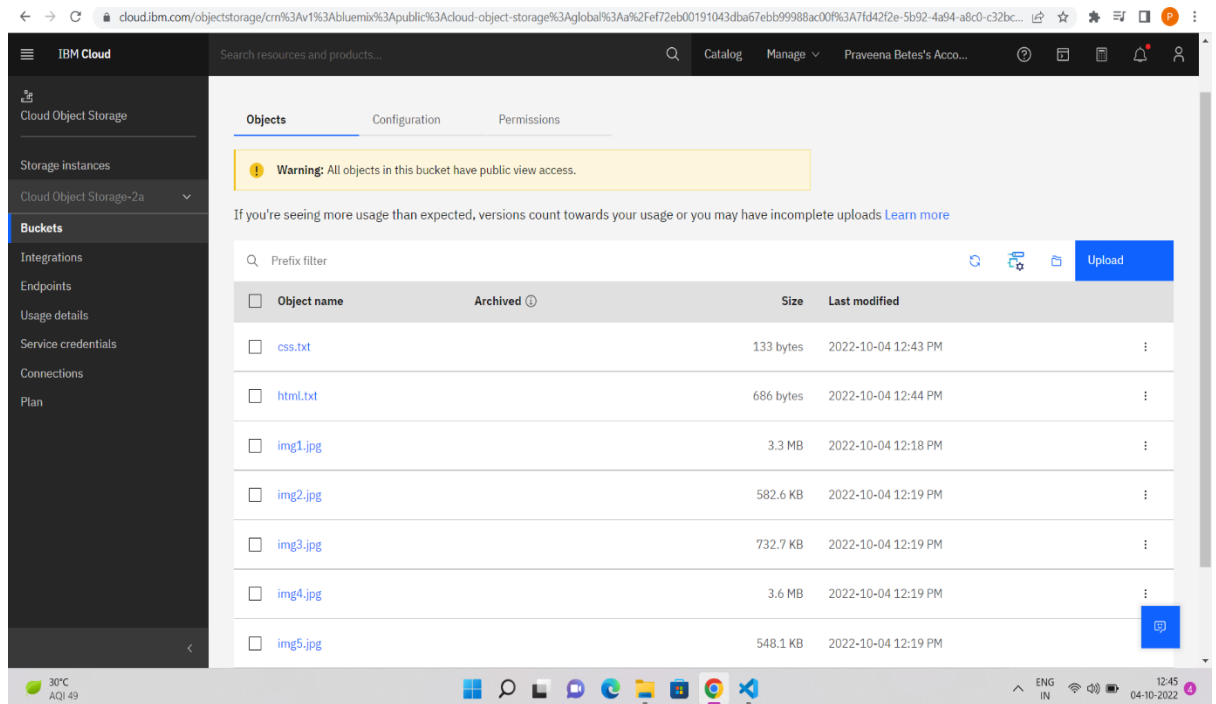 cloud.ibm.com/objectstorage/crn%3Av1%3Abluemix%3Apublic%3Acloud-object-storage%3Aglobal%3Aa%2Fef72eb00191043dba67ebb99988ac00f%3A7fd42f2e-5b92-4a94-a8c0-c32bc...
P
IBM Cloud
Search resources and products...
Catalog
Manage
Praveena Betes's Acco...
Cloud Object Storage
Storage instances
Cloud Object Storage-2a
Buckets
Integrations
Endpoints
Usage details
Service credentials
Connections
Plan
Objects Configuration Permissions
Warning: All objects in this bucket have public view access.
If you're seeing more usage than expected, versions count towards your usage or you may have incomplete uploads Learn more
Prefix filter
Upload
Object name Archived Size Last modified
css.txt 133 bytes 2022-10-04 12:43 PM
html.txt 686 bytes 2022-10-04 12:44 PM
img1.jpg 3.3 MB 2022-10-04 12:18 PM
img2.jpg 582.6 KB 2022-10-04 12:19 PM
img3.jpg 732.7 KB 2022-10-04 12:19 PM
img4.jpg 3.6 MB 2022-10-04 12:19 PM
img5.jpg 548.1 KB 2022-10-04 12:19 PM
30°C
AQI 49
ENG
IN
12:45
04-10-2022
4